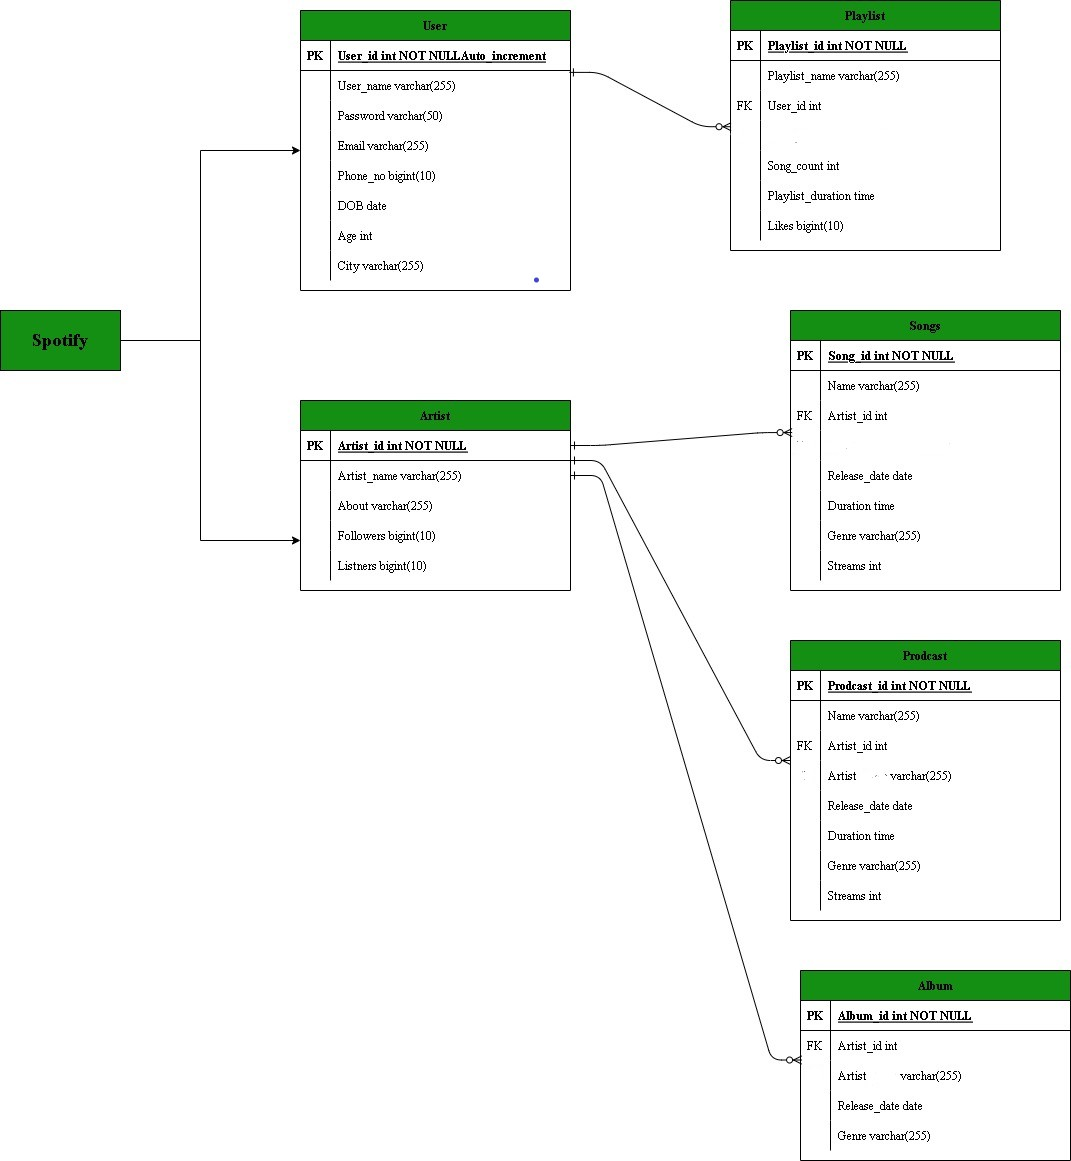 User
PK User_id int NOT NULLAuto_increment
User_name varchar(255)
Password varchar(50)
Email varchar(255)
Phone_no bigint(10)
DOB date
Age int
City varchar(255)
Playlist
PK Playlist_id int NOT NULL
Playlist_name varchar(255)
FK User_id int
Song_count int
Playlist_duration time
Likes bigint(10)
Spotify
Artist
PK Artist_id int NOT NULL
Artist_name varchar(255)
About varchar(255)
Followers bigint(10)
Listners bigint(10)
Songs
PK Song_id int NOT NULL
Name varchar(255)
FK Artist_id int
Release_date date
Duration time
Genre varchar(255)
Streams int
Prodcast
PK Prodcast_id int NOT NULL
Name varchar(255)
FK Artist_id int
Artist varchar(255)
Release_date date
Duration time
Genre varchar(255)
Streams int
Album
PK Album_id int NOT NULL
FK Artist_id int
Artist varchar(255)
Release_date date
Genre varchar(255)